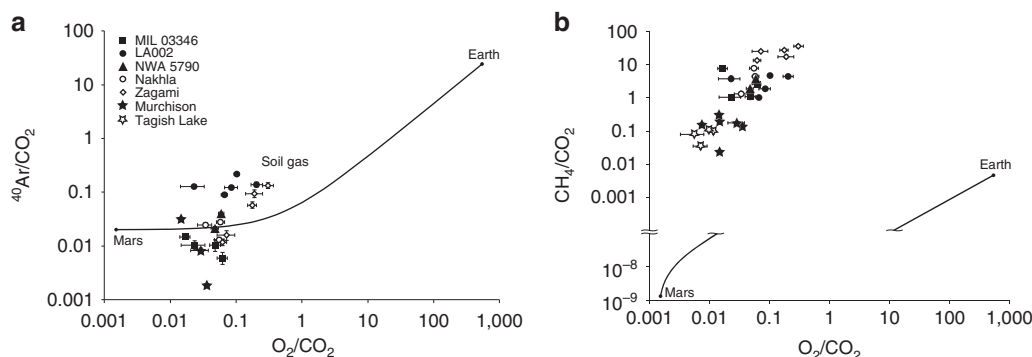 a
⁴⁰Ar/CO₂
100
10
1
0.1
0.01
0.001
MIL 03346
LA002
NWA 5790
Nakhla
Zagami
Murchison
Tagish Lake
Earth
Soil gas
Mars
0.001 0.01 0.1 1 10 100 1,000
O₂/CO₂
b
CH₄/CO₂
100
10
1
0.1
0.01
0.001
10⁻⁸
10⁻⁹
Earth
Mars
0.001 0.01 0.1 1 10 100 1,000
O₂/CO₂